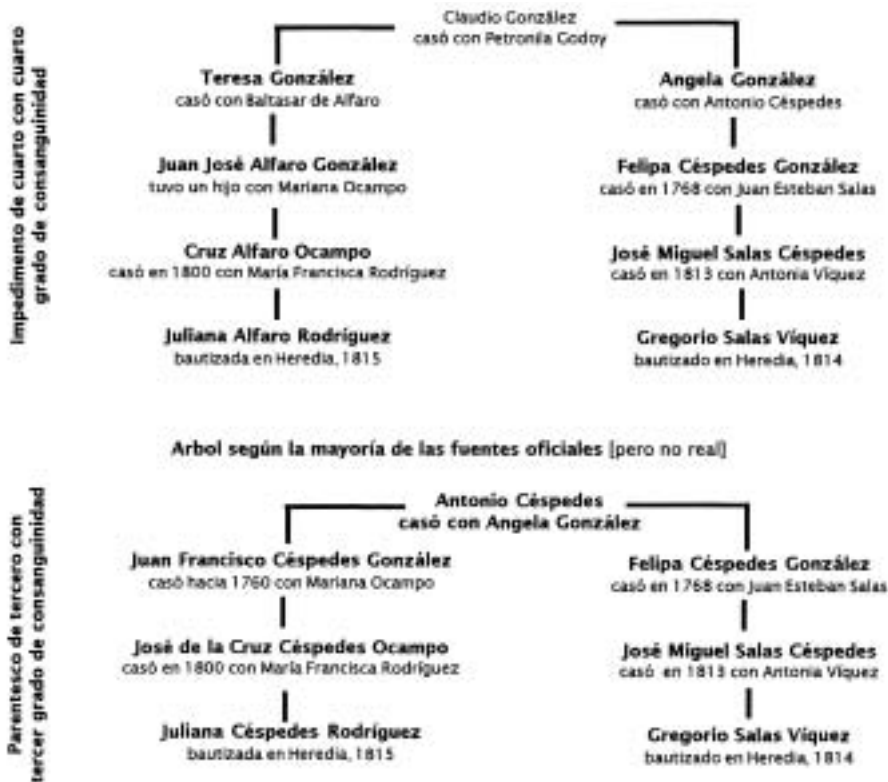 Impedimento de cuarto con cuarto
grado de consanguinidad
Claudio González
casó con Petronila Godoy
Teresa González
casó con Baltasar de Alfaro
Angela González
casó con Antonio Céspedes
Juan José Alfaro González
tuvo un hijo con Mariana Ocampo
Felipa Céspedes González
casó en 1768 con Juan Esteban Salas
Cruz Alfaro Ocampo
casó en 1800 con María Francisca Rodríguez
José Miguel Salas Céspedes
casó en 1813 con Antonia Víquez
Juliana Alfaro Rodríguez
bautizada en Heredia, 1815
Gregorio Salas Víquez
bautizado en Heredia, 1814
Arbol según la mayoría de las fuentes oficiales [pero no real]
Parentesco de tercero con
tercer grado de consanguinidad
Antonio Céspedes
casó con Angela González
Juan Francisco Céspedes González
casó hacia 1760 con Mariana Ocampo
Felipa Céspedes González
casó en 1768 con Juan Esteban Salas
José de la Cruz Céspedes Ocampo
casó en 1800 con María Francisca Rodríguez
José Miguel Salas Céspedes
casó en 1813 con Antonia Víquez
Juliana Céspedes Rodríguez
bautizada en Heredia, 1815
Gregorio Salas Víquez
bautizado en Heredia, 1814